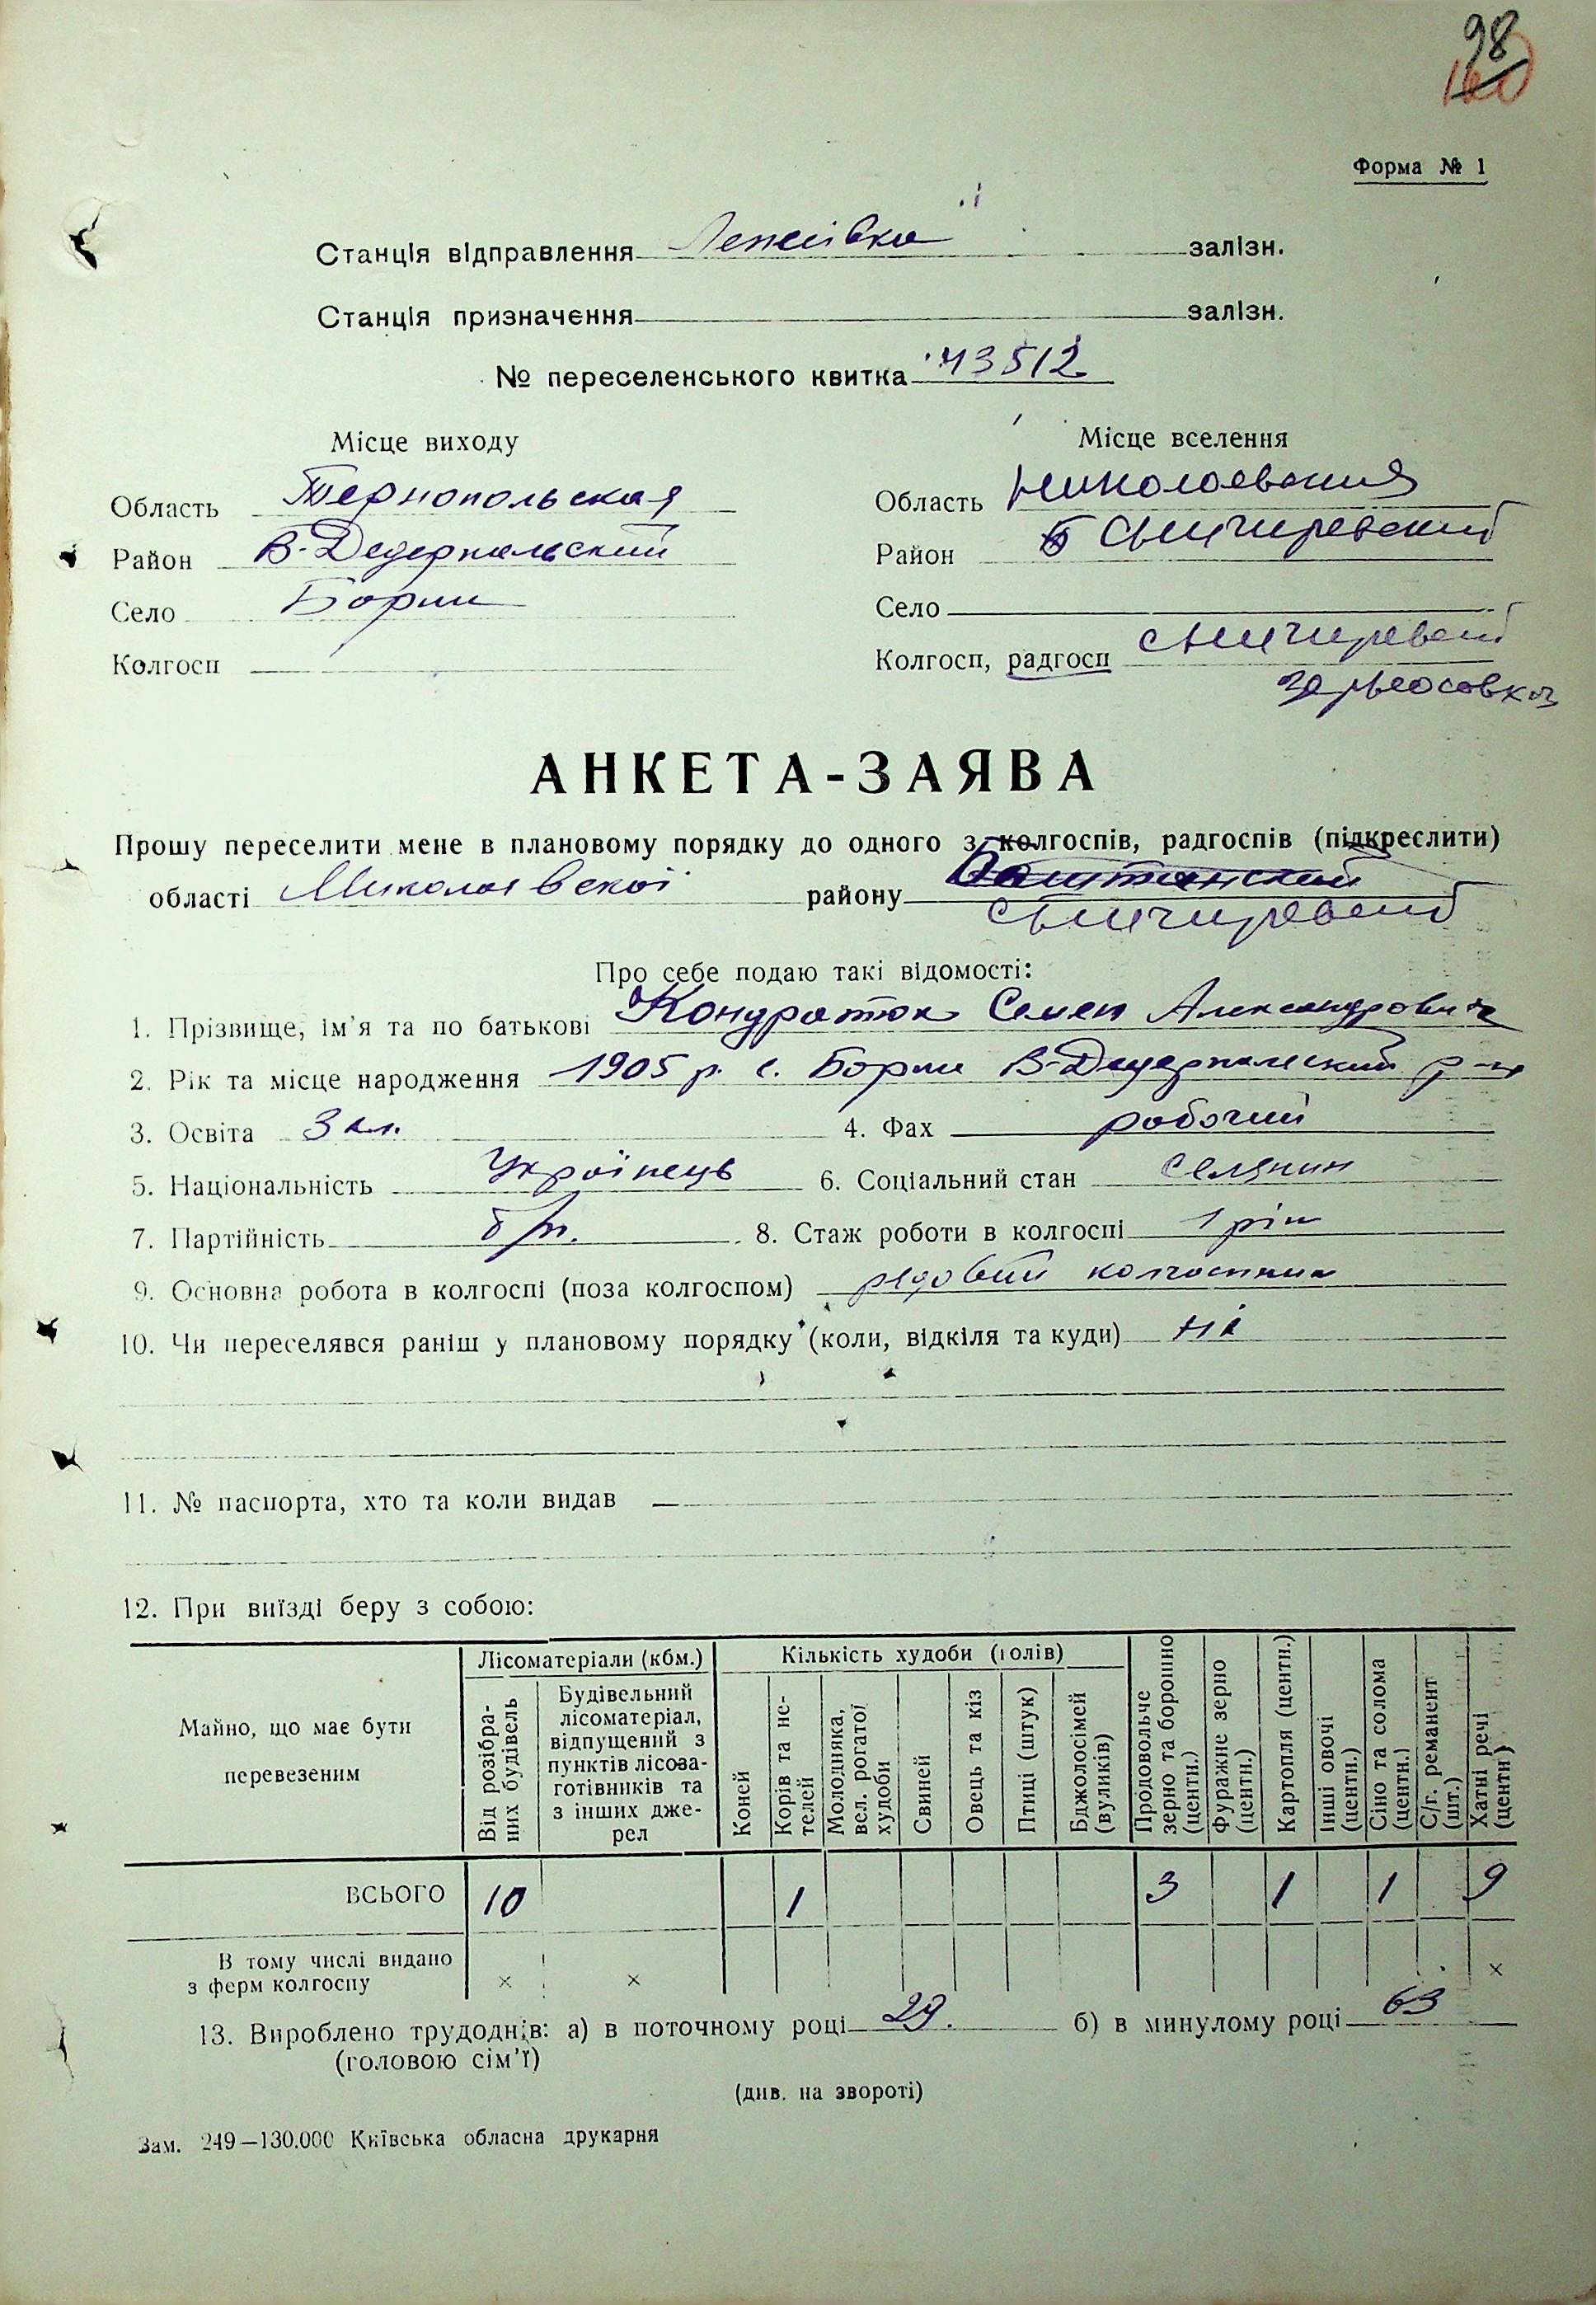 98
Форма № 1
Станція відправлення залізн.
Станція призначення залізн.
№ переселенського квитка 43512
Місце виходу Місце вселення
Область Тернопольская Область Николаевская
Район В-Дедеркальский Район Снигиревский
Село Борки Село
Колгосп Колгосп, радгосп Снигиревский
АНКЕТА-ЗАЯВА
Прошу переселити мене в плановому порядку до одного з колгоспів, радгоспів (підкреслити)
області Миколаївської району Баштанский
Снигиревский
Про себе подаю такі відомості:
1. Прізвище, ім'я та по батькові Кондратюк Семен Александрович
2. Рік та місце народження 1905 р. с. Борки В-Дедеркальский р-н
3. Освіта 3 кл. 4. Фах робочий
5. Національність Українець 6. Соціальний стан селянин
7. Партійність б/п. 8. Стаж роботи в колгоспі 1 рік
9. Основна робота в колгоспі (поза колгоспом) рядовий колгоспник
10. Чи переселявся раніш у плановому порядку (коли, відкіля та куди) ні
11. № паспорта, хто та коли видав —
12. При виїзді беру з собою:
Майно, що має бути перевезеним
Лісоматеріали (кбм.)
Від розібраних будівель
Будівельний лісоматеріал, відпущений з пунктів лісозаготівників та з інших джерел
Кількість худоби (голів)
Коней
Корів та нетелей
Молодняка, вел. рогатої худоби
Свиней
Овець та кіз
Птиці (штук)
Бджолосімей (вуликів)
Продовольче зерно та борошно (центн.)
Фуражне зерно (центн.)
Картопля (центн.)
Інші овочі (центн.)
Сіно та солома (центн.)
С/г. реманент (шт.)
Хатні речі (центн)
ВСЬОГО 10 1 3 1 1 9
В тому числі видано з ферм колгоспу × × ×
13. Вироблено трудоднів: а) в поточному році 29. б) в минулому році 63
(головою сім'ї)
(див. на звороті)
Зам. 249—130.000 Київська обласна друкарня